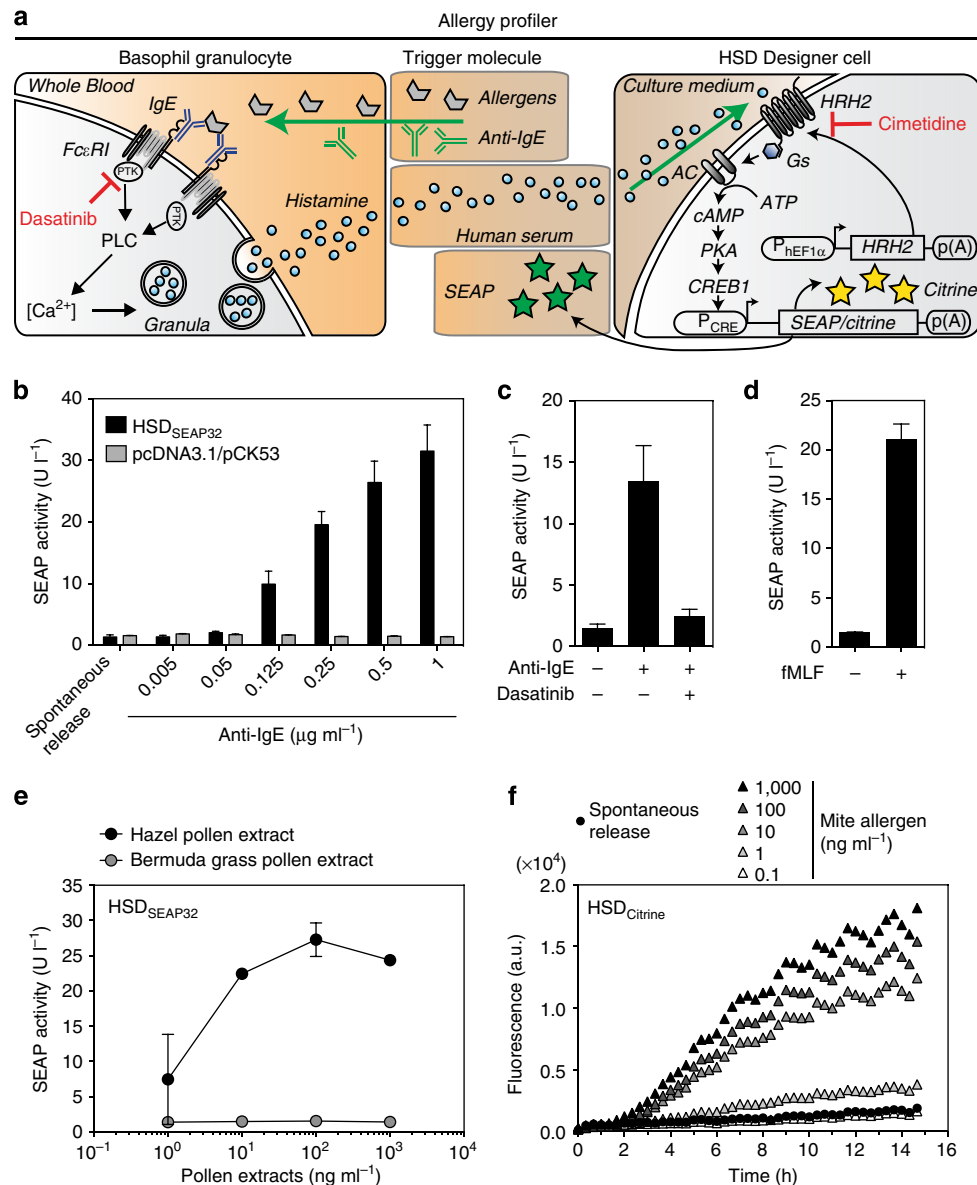 a
Allergy profiler
Basophil granulocyte
Trigger molecule
HSD Designer cell
Whole Blood
IgE
FcεRI
PTK
Dasatinib
PTK
PLC
[Ca2+]
Granula
Histamine
Allergens
Anti-IgE
Human serum
SEAP
Culture medium
HRH2
Cimetidine
Gs
AC
ATP
cAMP
PKA
CREB1
PhEF1α
HRH2
p(A)
Citrine
PCRE
SEAP/citrine
p(A)
b
SEAP activity (U l−1)
40
30
20
10
0
HSDSEAP32
pcDNA3.1/pCK53
Spontaneous
release
0.005
0.05
0.125
0.25
0.5
1
Anti-IgE (μg ml−1)
c
SEAP activity (U l−1)
20
15
10
5
0
Anti-IgE – + +
Dasatinib – – +
d
SEAP activity (U l−1)
25
20
15
10
5
0
fMLF – +
e
Hazel pollen extract
Bermuda grass pollen extract
HSDSEAP32
SEAP activity (U l−1)
35
30
25
20
15
10
5
0
10−1 100 101 102 103 104
Pollen extracts (ng ml−1)
f
Spontaneous
release
1,000
100
10
1
0.1
Mite allergen
(ng ml−1)
(×104)
HSDCitrine
Fluorescence (a.u.)
2.0
1.5
1.0
0.5
0.0
0 2 4 6 8 10 12 14 16
Time (h)